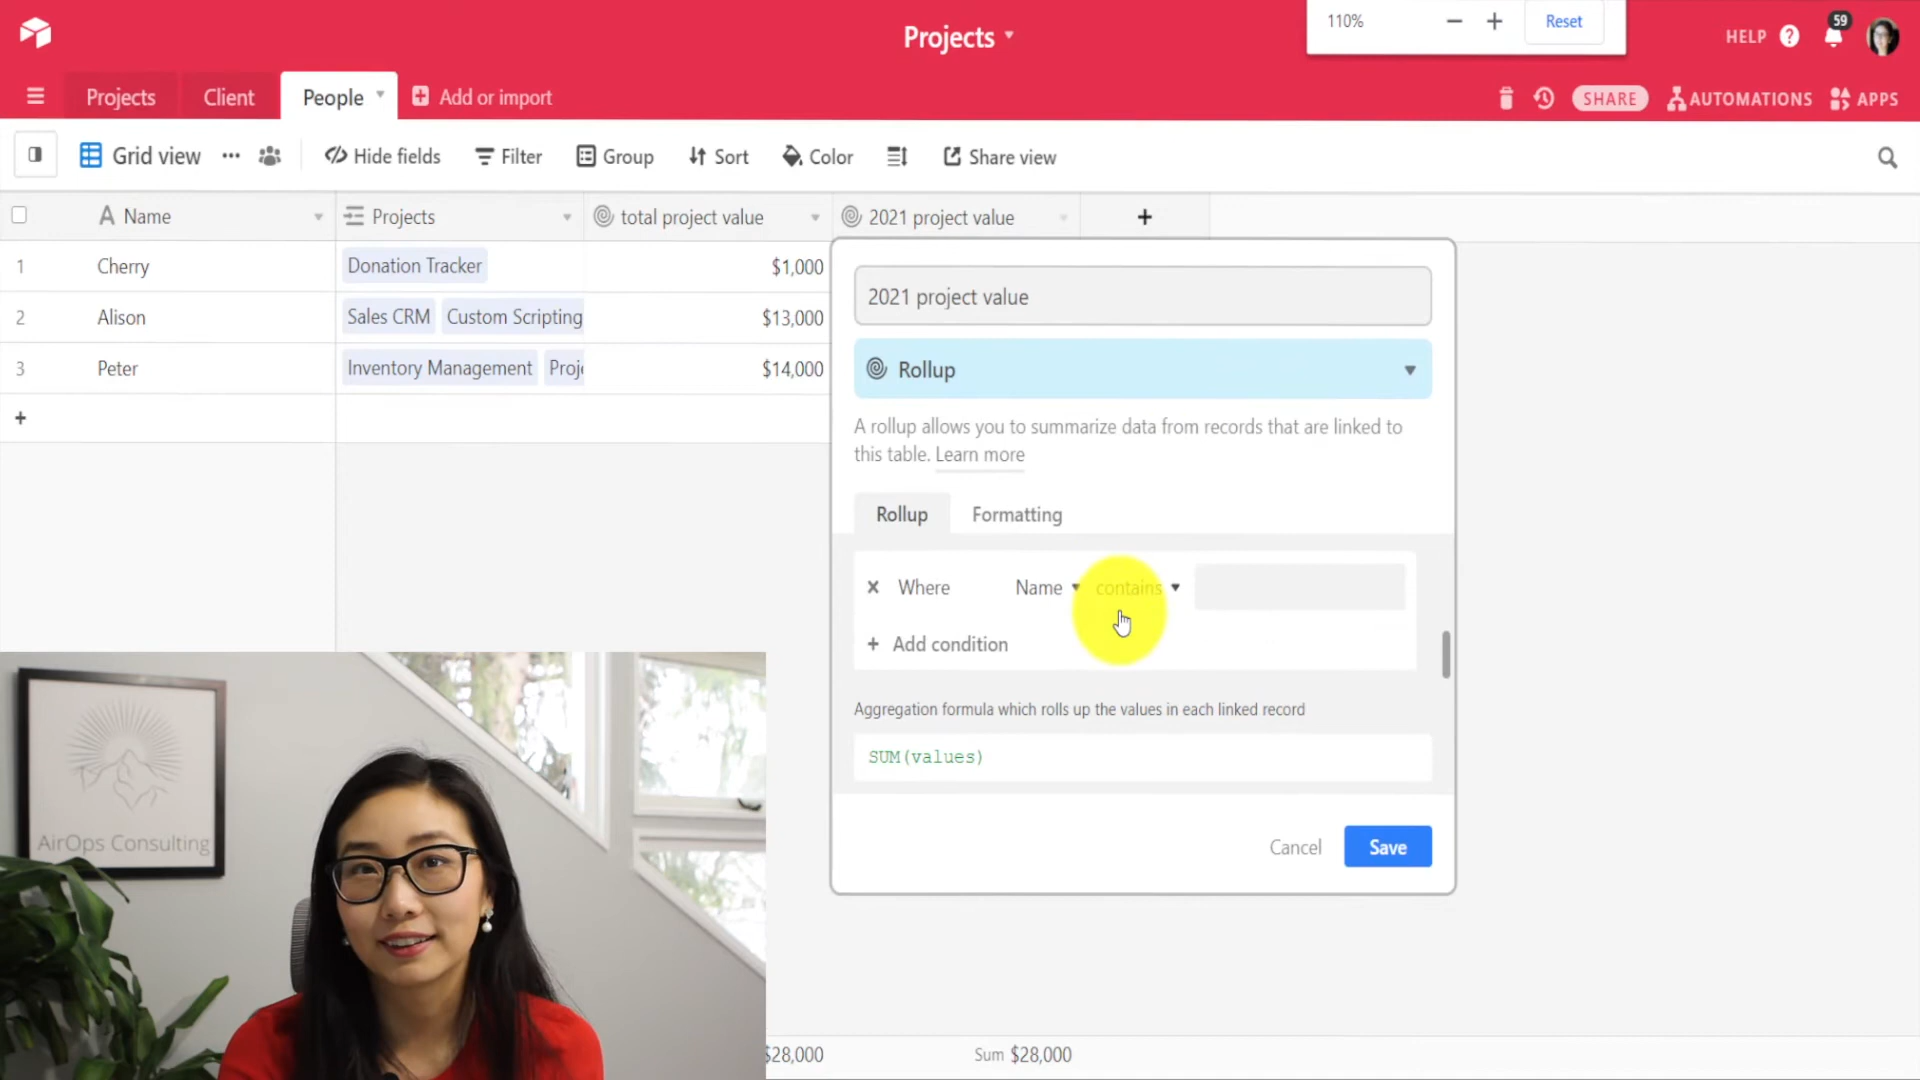 Projects
110%
Reset
HELP
59
Projects
Client
People
Add or import
SHARE
AUTOMATIONS
APPS
Grid view
Hide fields
Filter
Group
Sort
Color
Share view
Name
Projects
total project value
2021 project value
1 Cherry Donation Tracker $1,000
2 Alison Sales CRM Custom Scripting $13,000
3 Peter Inventory Management Proj $14,000
2021 project value
Rollup
A rollup allows you to summarize data from records that are linked to
this table. Learn more
Rollup Formatting
Where Name contains
+ Add condition
Aggregation formula which rolls up the values in each linked record
SUM(values)
Cancel Save
AirOps Consulting
$28,000 Sum $28,000